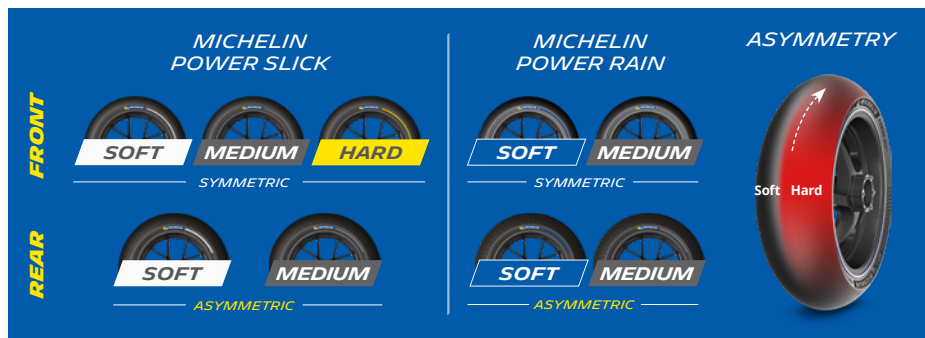 MICHELIN
POWER SLICK
MICHELIN
POWER RAIN
ASYMMETRY
FRONT
SOFT
MEDIUM
HARD
SYMMETRIC
SOFT
MEDIUM
SYMMETRIC
REAR
SOFT
MEDIUM
ASYMMETRIC
SOFT
MEDIUM
ASYMMETRIC
Soft Hard